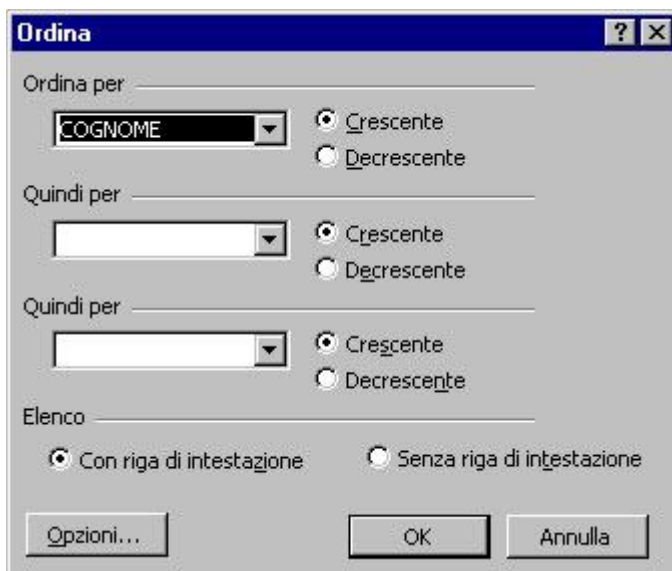 Ordina
Ordina per
COGNOME
Crescente
Decrescente
Quindi per
Crescente
Decrescente
Quindi per
Crescente
Decrescente
Elenco
Con riga di intestazione
Senza riga di intestazione
Opzioni...
OK
Annulla